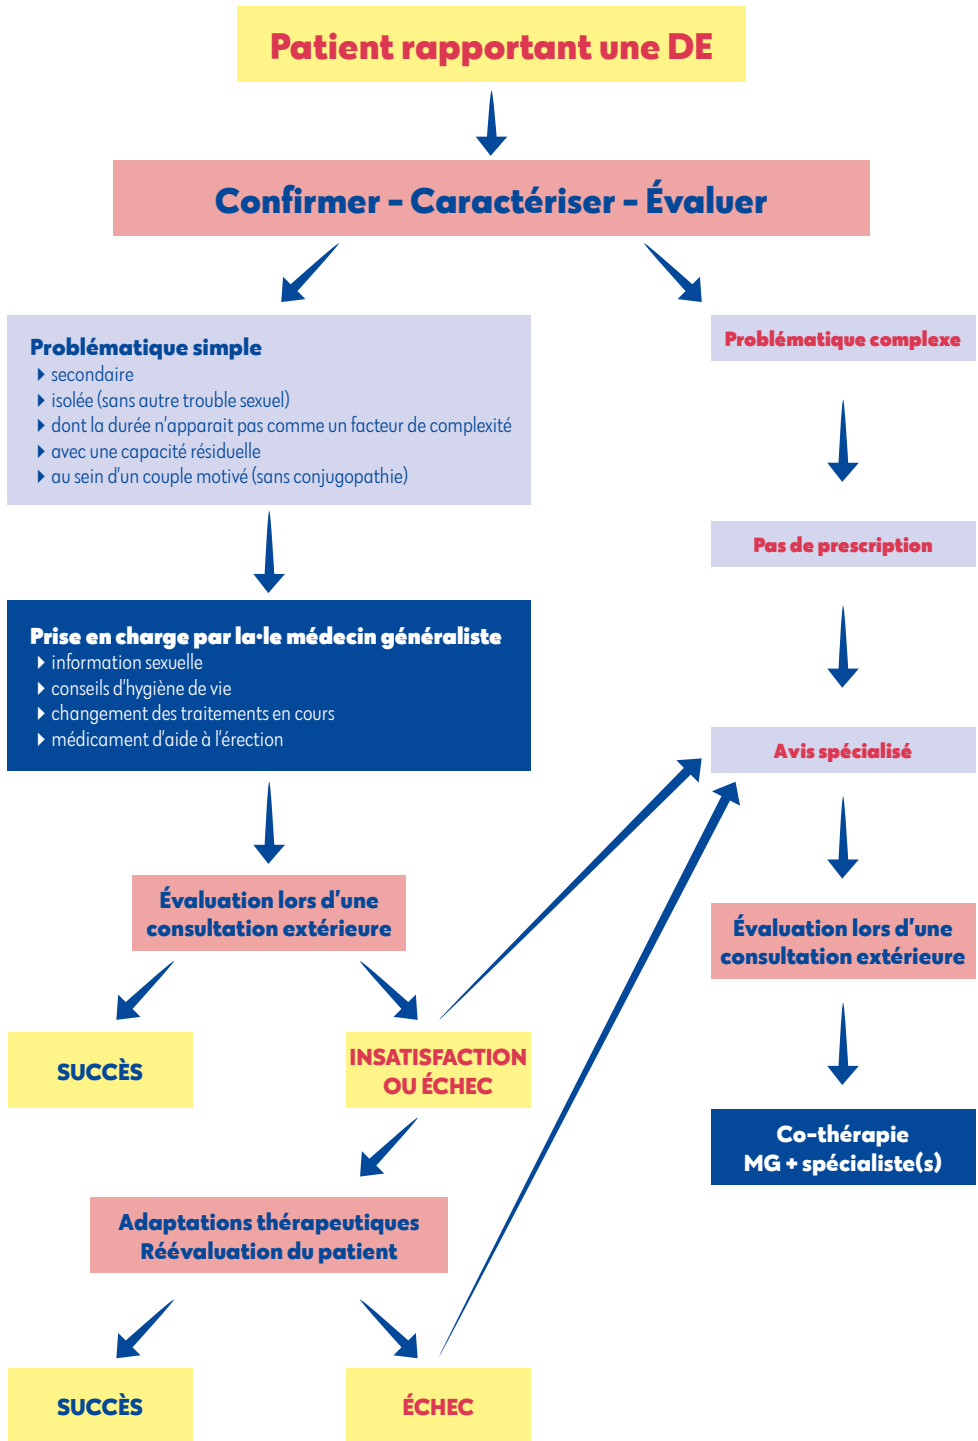 Patient rapportant une DE
Confirmer – Caractériser – Évaluer
Problématique simple
secondaire
isolée (sans autre trouble sexuel)
dont la durée n'apparait pas comme un facteur de complexité
avec une capacité résiduelle
au sein d'un couple motivé (sans conjugopathie)
Prise en charge par la·le médecin généraliste
information sexuelle
conseils d'hygiène de vie
changement des traitements en cours
médicament d'aide à l'érection
Évaluation lors d'une
consultation extérieure
SUCCÈS
INSATISFACTION
OU ÉCHEC
Adaptations thérapeutiques
Réévaluation du patient
SUCCÈS
ÉCHEC
Problématique complexe
Pas de prescription
Avis spécialisé
Évaluation lors d'une
consultation extérieure
Co-thérapie
MG + spécialiste(s)